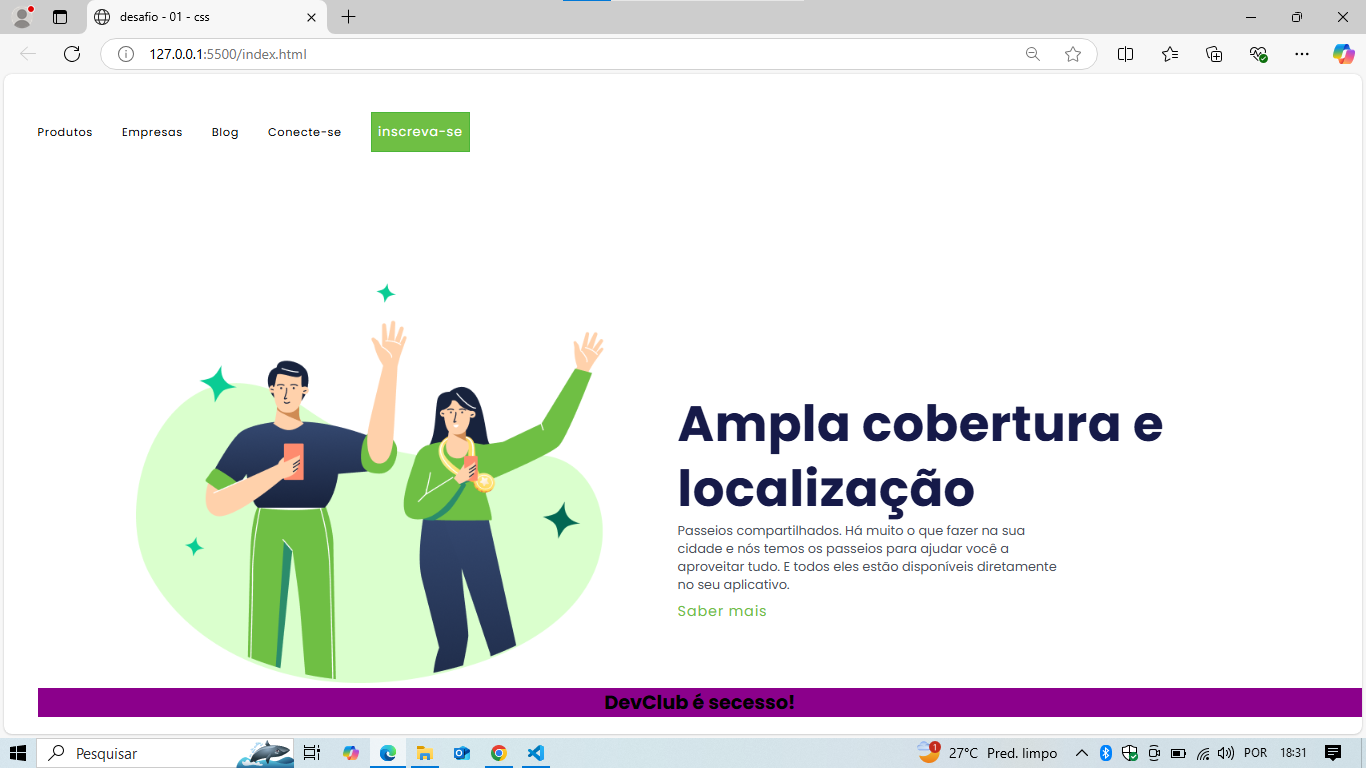 desafio - 01 - css
127.0.0.1:5500/index.html
Produtos Empresas Blog Conecte-se inscreva-se
Ampla cobertura e
localização
Passeios compartilhados. Há muito o que fazer na sua
cidade e nós temos os passeios para ajudar você a
aproveitar tudo. E todos eles estão disponíveis diretamente
no seu aplicativo.
Saber mais
DevClub é secesso!
Pesquisar
1
27°C Pred. limpo
POR
18:31